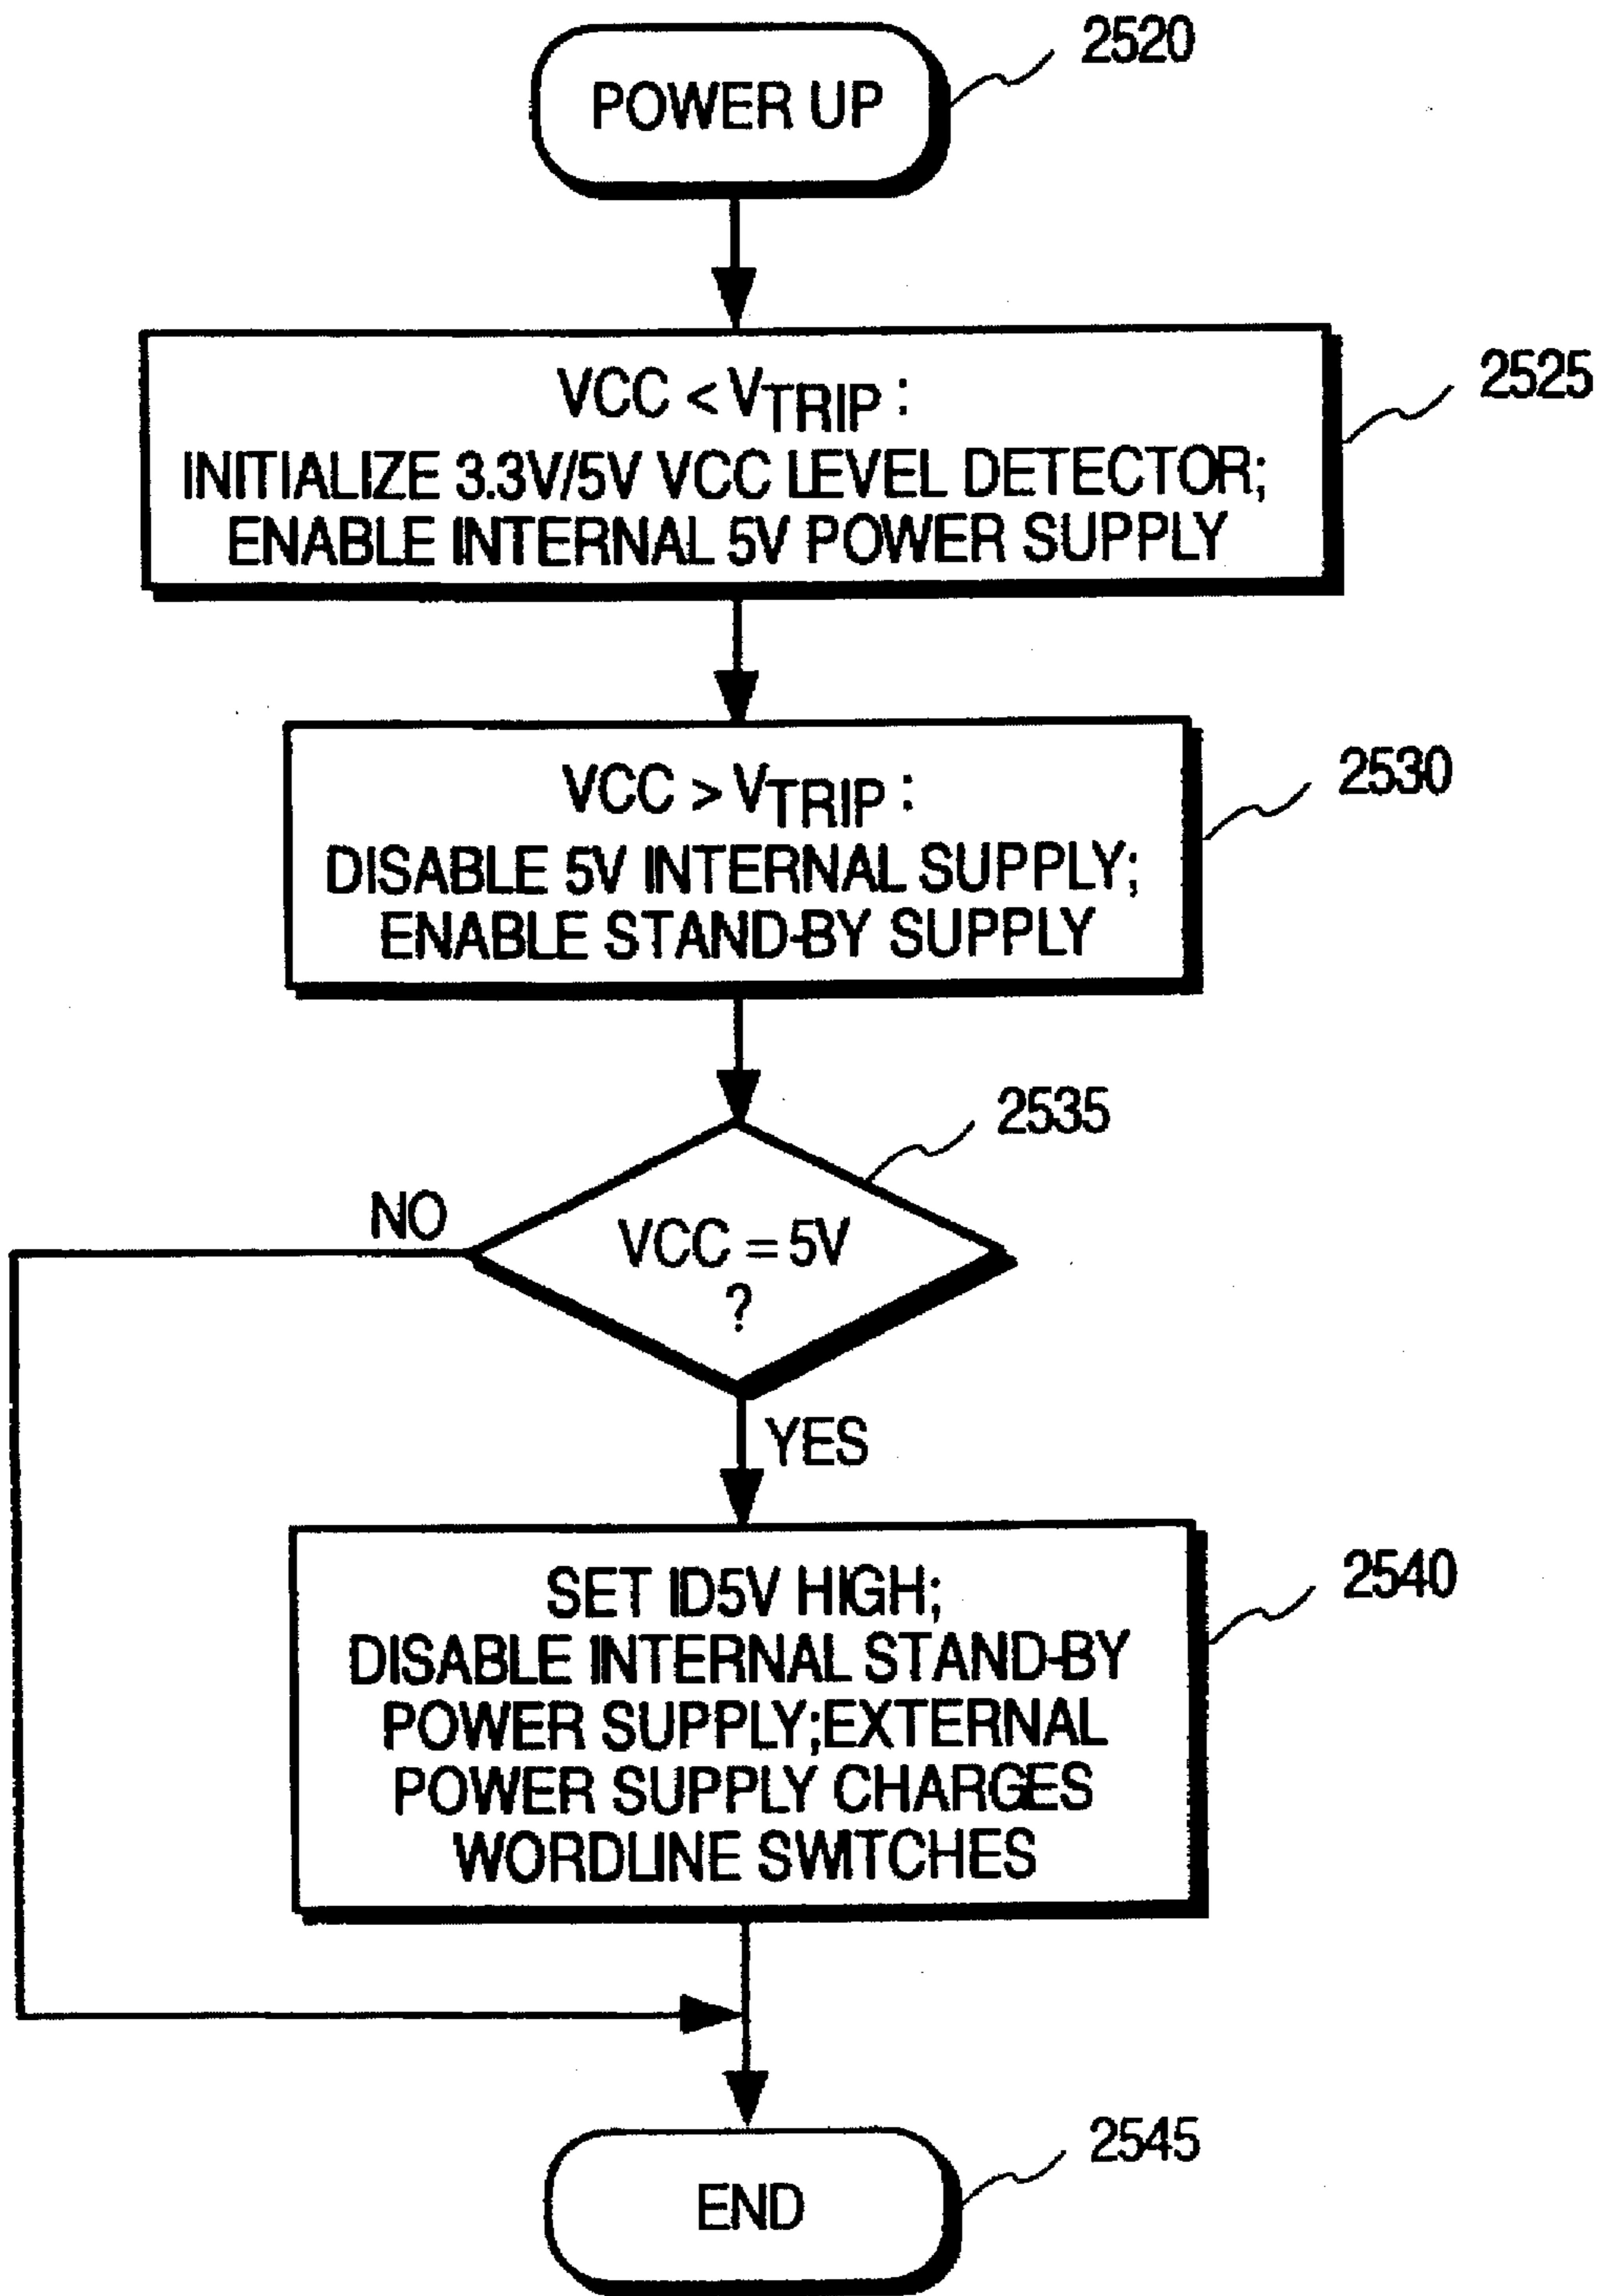 POWER UP
2520
VCC < VTRIP :
INITIALIZE 3.3V/5V VCC LEVEL DETECTOR;
ENABLE INTERNAL 5V POWER SUPPLY
2525
VCC > VTRIP :
DISABLE 5V INTERNAL SUPPLY;
ENABLE STAND-BY SUPPLY
2530
2535
NO
VCC = 5V
?
YES
SET ID5V HIGH;
DISABLE INTERNAL STAND-BY
POWER SUPPLY;EXTERNAL
POWER SUPPLY CHARGES
WORDLINE SWITCHES
2540
END
2545